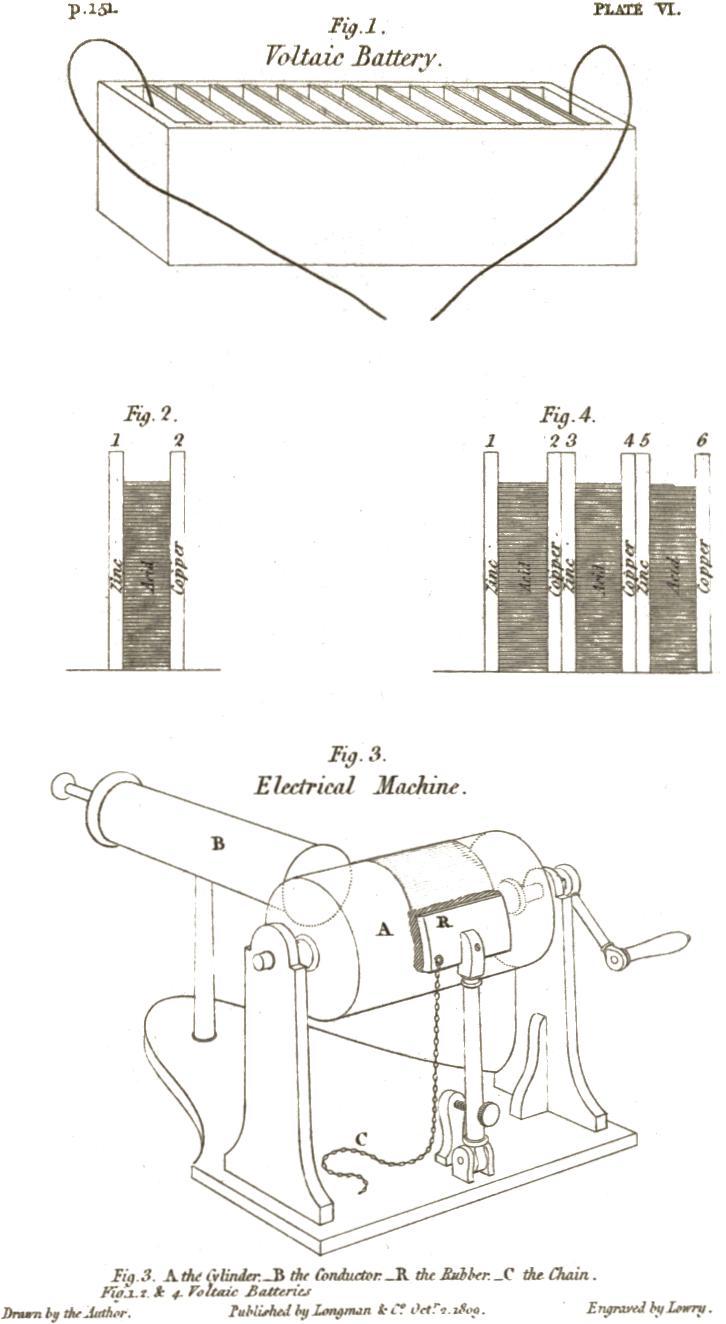 p.151. PLATE VI.
Fig. 1.
Voltaic Battery.
Fig. 2.
1 2
Zinc Acid Copper
Fig. 4.
1 2 3 4 5 6
Zinc Acid Copper Zinc Acid Copper Zinc Acid Copper
Fig. 3.
Electrical Machine.
B
A
R
C
Fig. 3. A the Cylinder._B the Conductor._R the Rubber._C the Chain.
Fig. 1. 2. & 4. Voltaic Batteries
Drawn by the Author. Published by Longman & Co. Octr. 2. 1809. Engraved by Lowry.